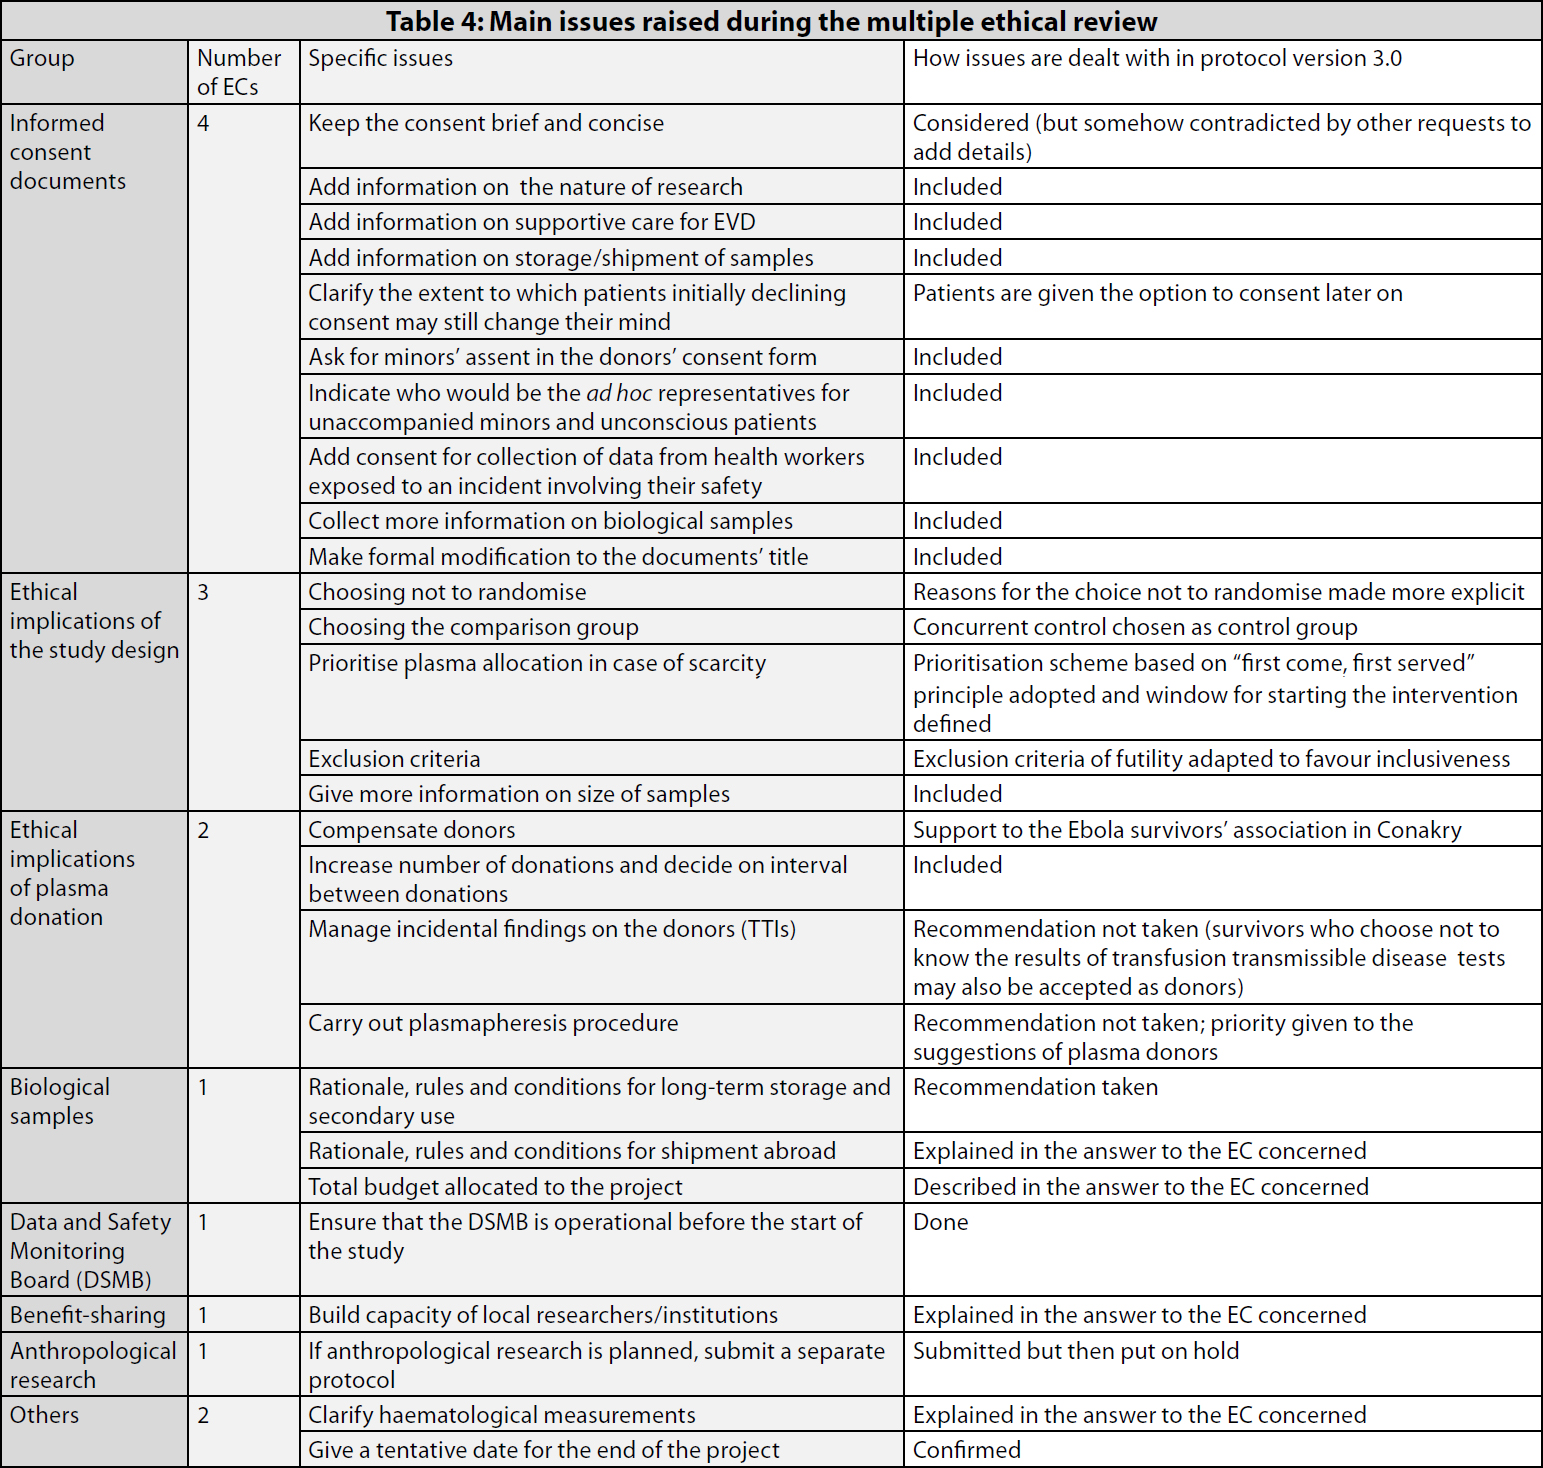 Table 4: Main issues raised during the multiple ethical review
Group
Number
of ECs
Specific issues
How issues are dealt with in protocol version 3.0
Informed
consent
documents
4
Keep the consent brief and concise
Considered (but somehow contradicted by other requests to
add details)
Add information on the nature of research
Included
Add information on supportive care for EVD
Included
Add information on storage/shipment of samples
Included
Clarify the extent to which patients initially declining
consent may still change their mind
Patients are given the option to consent later on
Ask for minors’ assent in the donors’ consent form
Included
Indicate who would be the ad hoc representatives for
unaccompanied minors and unconscious patients
Included
Add consent for collection of data from health workers
exposed to an incident involving their safety
Included
Collect more information on biological samples
Included
Make formal modification to the documents’ title
Included
Ethical
implications of
the study design
3
Choosing not to randomise
Reasons for the choice not to randomise made more explicit
Choosing the comparison group
Concurrent control chosen as control group
Prioritise plasma allocation in case of scarcity
Prioritisation scheme based on “first come, first served”
principle adopted and window for starting the intervention
defined
Exclusion criteria
Exclusion criteria of futility adapted to favour inclusiveness
Give more information on size of samples
Included
Ethical
implications
of plasma
donation
2
Compensate donors
Support to the Ebola survivors’ association in Conakry
Increase number of donations and decide on interval
between donations
Included
Manage incidental findings on the donors (TTIs)
Recommendation not taken (survivors who choose not to
know the results of transfusion transmissible disease tests
may also be accepted as donors)
Carry out plasmapheresis procedure
Recommendation not taken; priority given to the
suggestions of plasma donors
Biological
samples
1
Rationale, rules and conditions for long-term storage and
secondary use
Recommendation taken
Rationale, rules and conditions for shipment abroad
Explained in the answer to the EC concerned
Total budget allocated to the project
Described in the answer to the EC concerned
Data and Safety
Monitoring
Board (DSMB)
1
Ensure that the DSMB is operational before the start of
the study
Done
Benefit-sharing
1
Build capacity of local researchers/institutions
Explained in the answer to the EC concerned
Anthropological
research
1
If anthropological research is planned, submit a separate
protocol
Submitted but then put on hold
Others
2
Clarify haematological measurements
Explained in the answer to the EC concerned
Give a tentative date for the end of the project
Confirmed